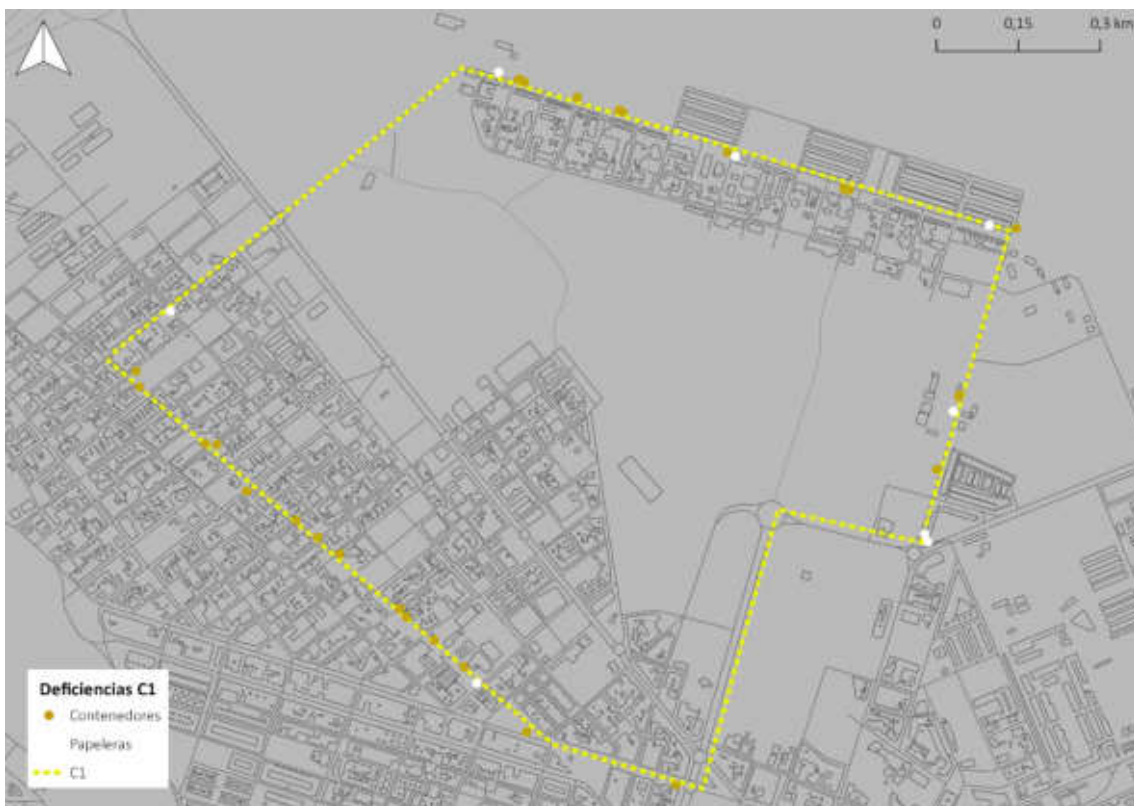 0 0,15 0,3 km
Deficiencias C1
Contenedores
Papeleras
C1